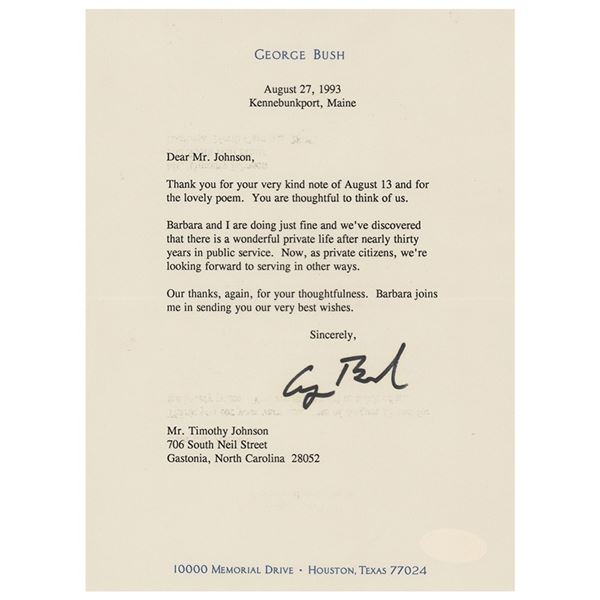 GEORGE BUSH
August 27, 1993
Kennebunkport, Maine
Dear Mr. Johnson,
Thank you for your very kind note of August 13 and for
the lovely poem. You are thoughtful to think of us.
Barbara and I are doing just fine and we've discovered
that there is a wonderful private life after nearly thirty
years in public service. Now, as private citizens, we're
looking forward to serving in other ways.
Our thanks, again, for your thoughtfulness. Barbara joins
me in sending you our very best wishes.
Sincerely,
G Bush
Mr. Timothy Johnson
706 South Neil Street
Gastonia, North Carolina 28052
10000 MEMORIAL DRIVE · HOUSTON, TEXAS 77024